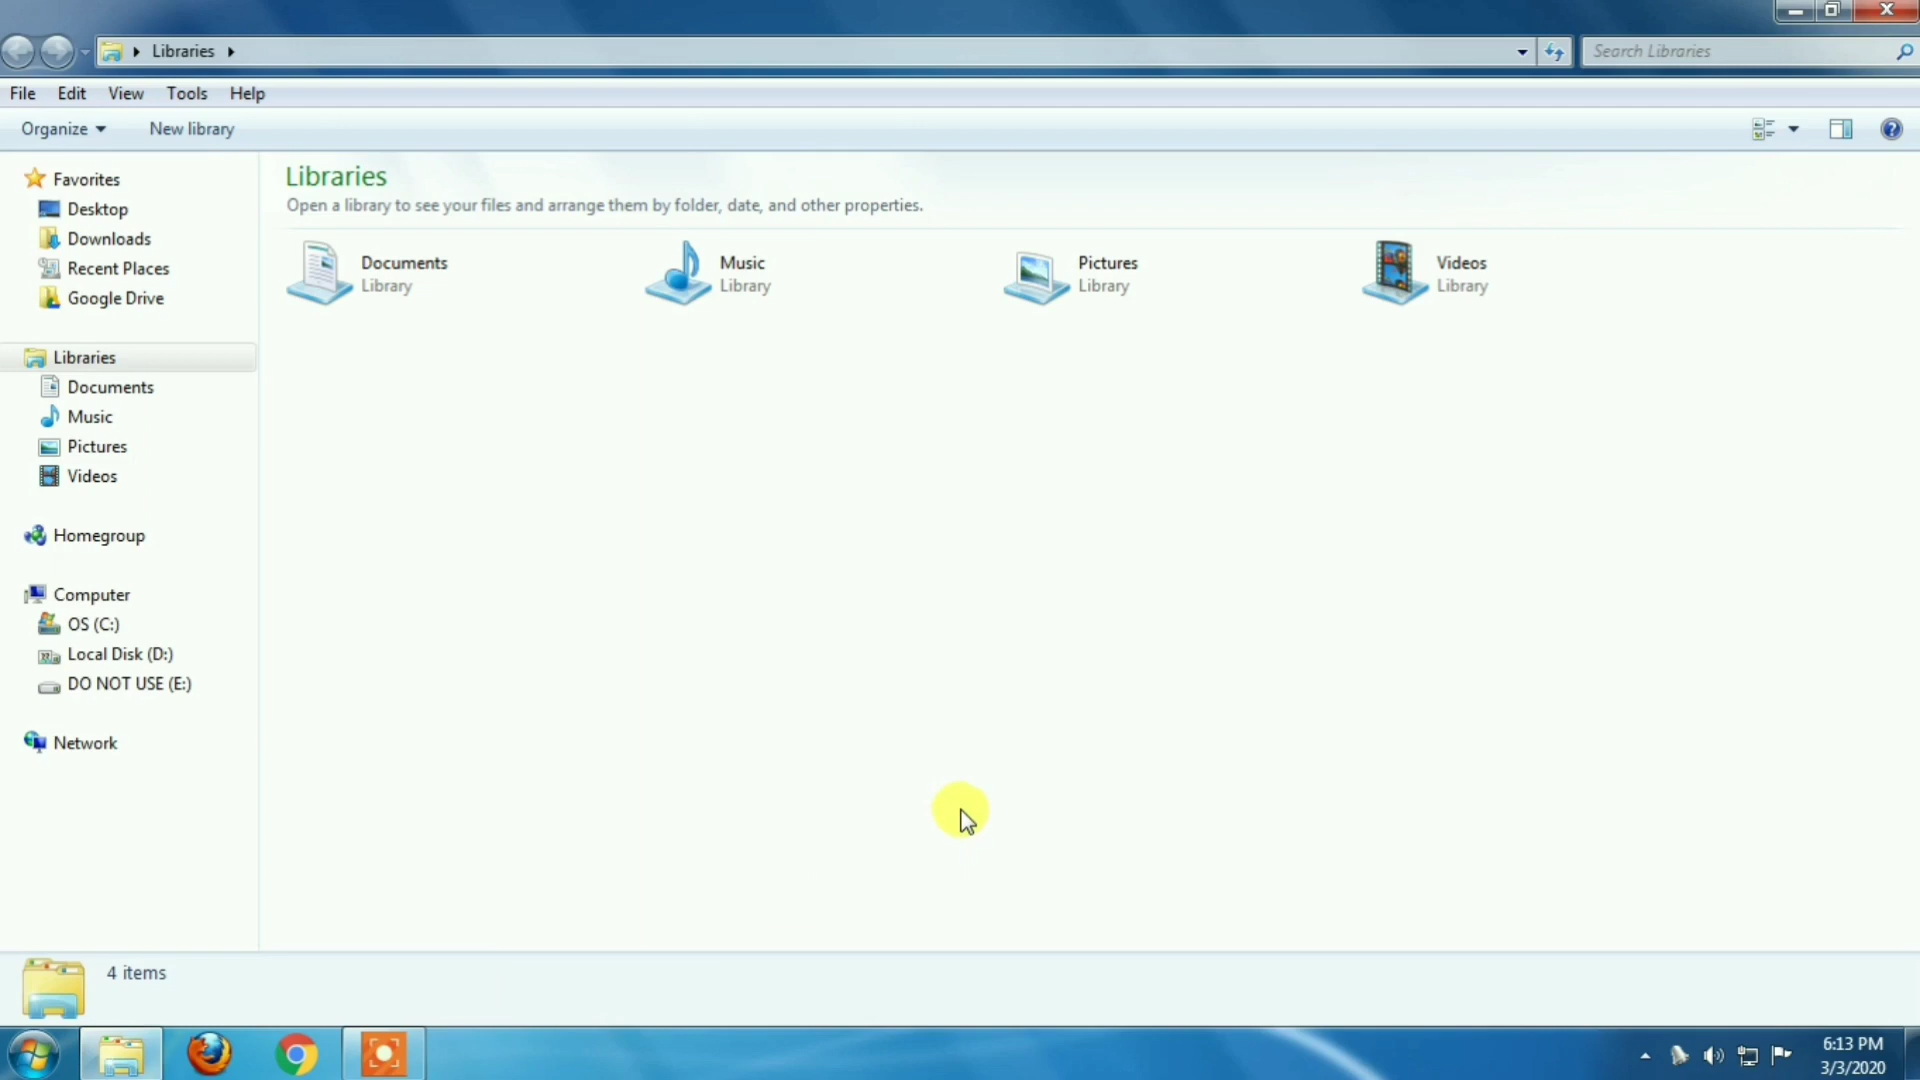 Libraries
Search Libraries
File Edit View Tools Help
Organize New library
Favorites
Desktop
Downloads
Recent Places
Google Drive
Libraries
Documents
Music
Pictures
Videos
Homegroup
Computer
OS (C:)
Local Disk (D:)
DO NOT USE (E:)
Network
Libraries
Open a library to see your files and arrange them by folder, date, and other properties.
Documents
Library
Music
Library
Pictures
Library
Videos
Library
4 items
6:13 PM
3/3/2020